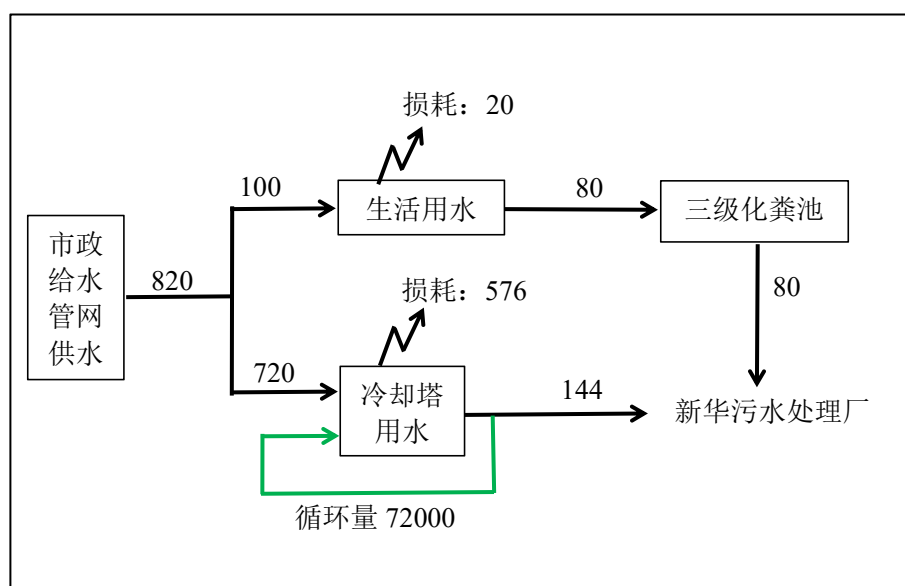 损耗：20
100
生活用水
80
三级化粪池
市政
给水
管网
供水
820
损耗：576
80
720
冷却塔
用水
144
新华污水处理厂
循环量 72000